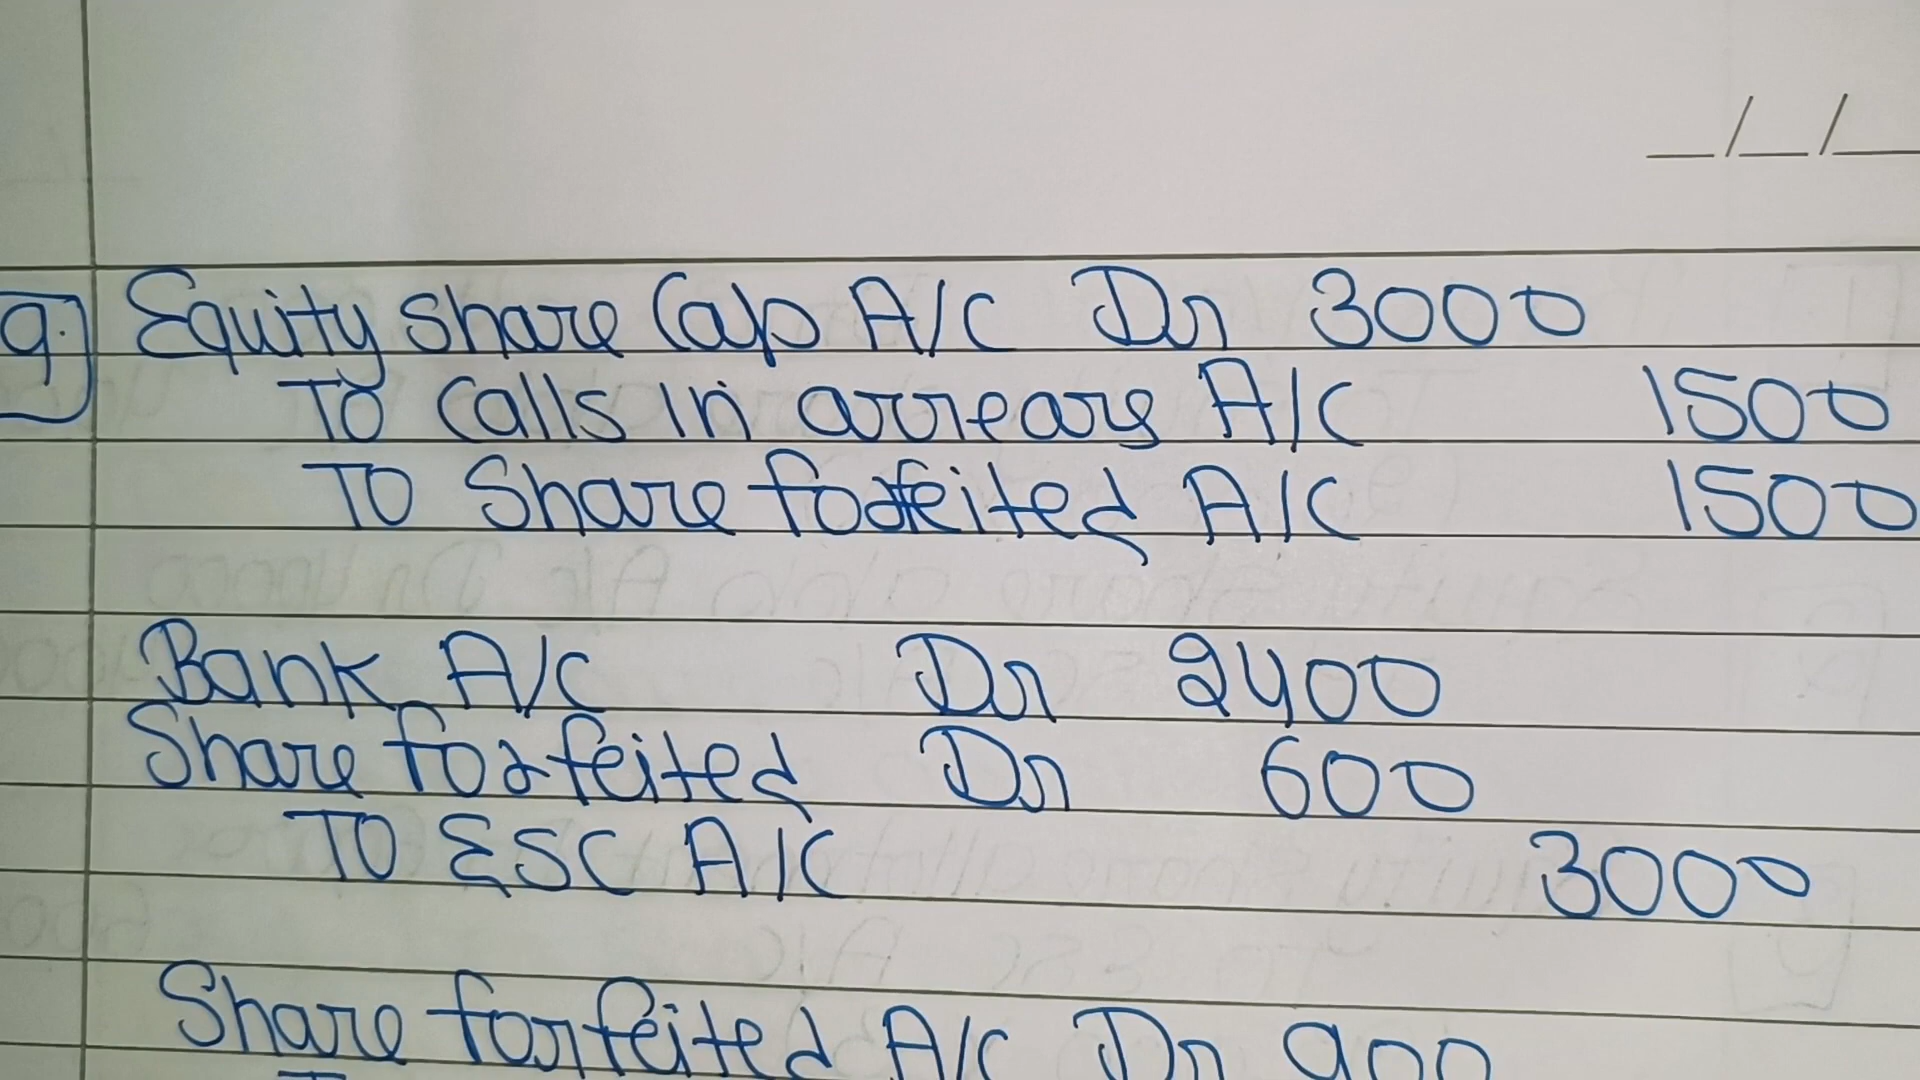 _/_/_
9.) Equity share Cap A/C Dr 3000
To Calls in arrears A/C 1500
To Share forfeited A/C 1500
Bank A/C Dr 2400
Share forfeited Dr 600
To ESC A/C 3000
Share forfeited A/C Dr 900